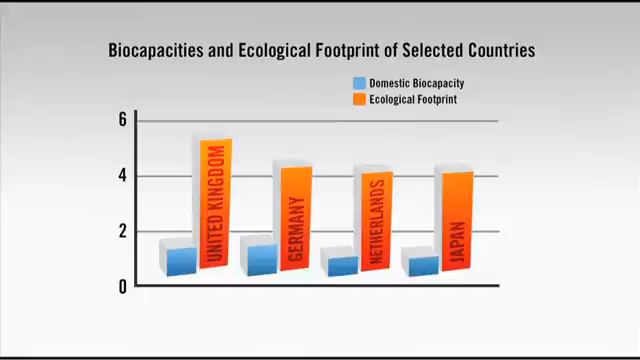 Biocapacities and Ecological Footprint of Selected Countries
Domestic Biocapacity
Ecological Footprint
6
4
2
0
UNITED KINGDOM
GERMANY
NETHERLANDS
JAPAN